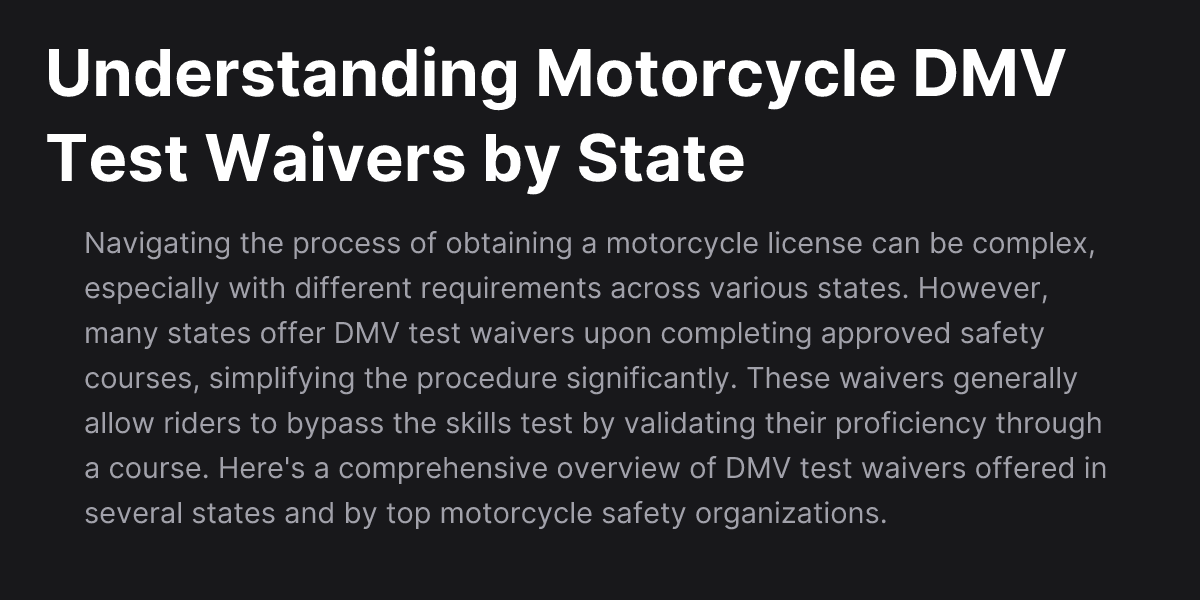 Understanding Motorcycle DMV
Test Waivers by State
Navigating the process of obtaining a motorcycle license can be complex,
especially with different requirements across various states. However,
many states offer DMV test waivers upon completing approved safety
courses, simplifying the procedure significantly. These waivers generally
allow riders to bypass the skills test by validating their proficiency through
a course. Here's a comprehensive overview of DMV test waivers offered in
several states and by top motorcycle safety organizations.